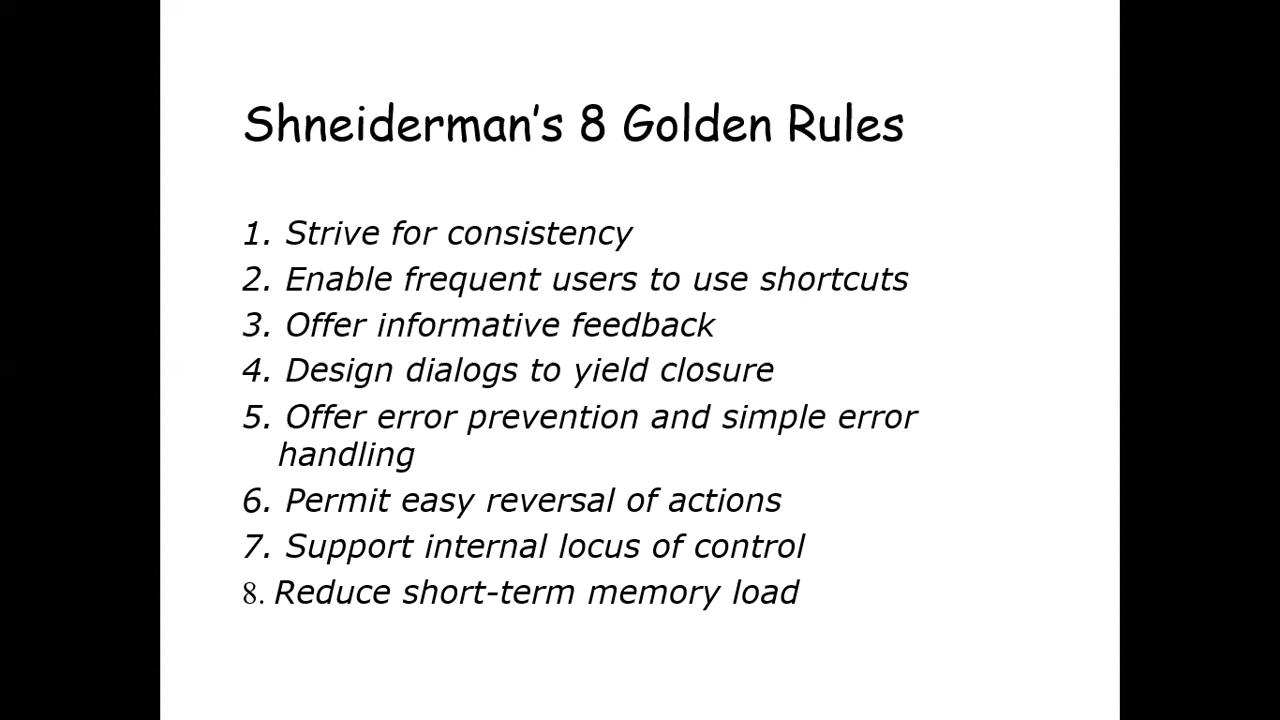 Shneiderman’s 8 Golden Rules
1. Strive for consistency
2. Enable frequent users to use shortcuts
3. Offer informative feedback
4. Design dialogs to yield closure
5. Offer error prevention and simple error
handling
6. Permit easy reversal of actions
7. Support internal locus of control
8. Reduce short-term memory load